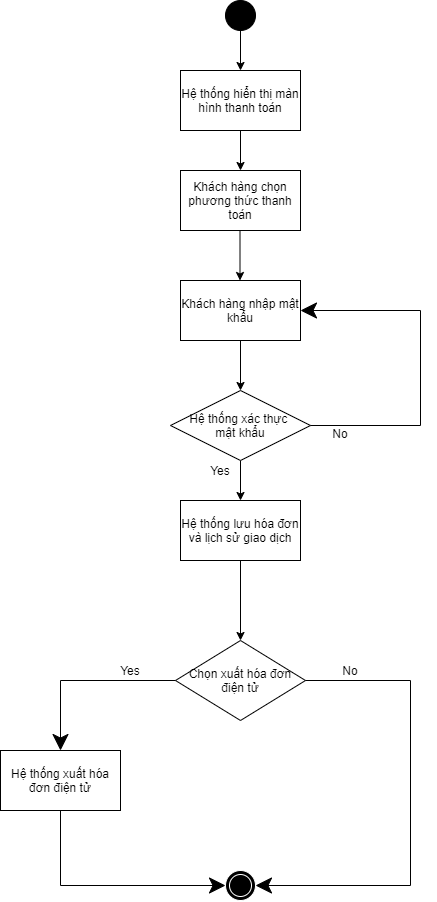 Hệ thống hiển thị màn
hình thanh toán
Khách hàng chọn
phương thức thanh
toán
Khách hàng nhập mật
khẩu
Hệ thống xác thực
mật khẩu
No
Yes
Hệ thống lưu hóa đơn
và lịch sử giao dịch
Yes
Chọn xuất hóa đơn
điện tử
No
Hệ thống xuất hóa
đơn điện tử